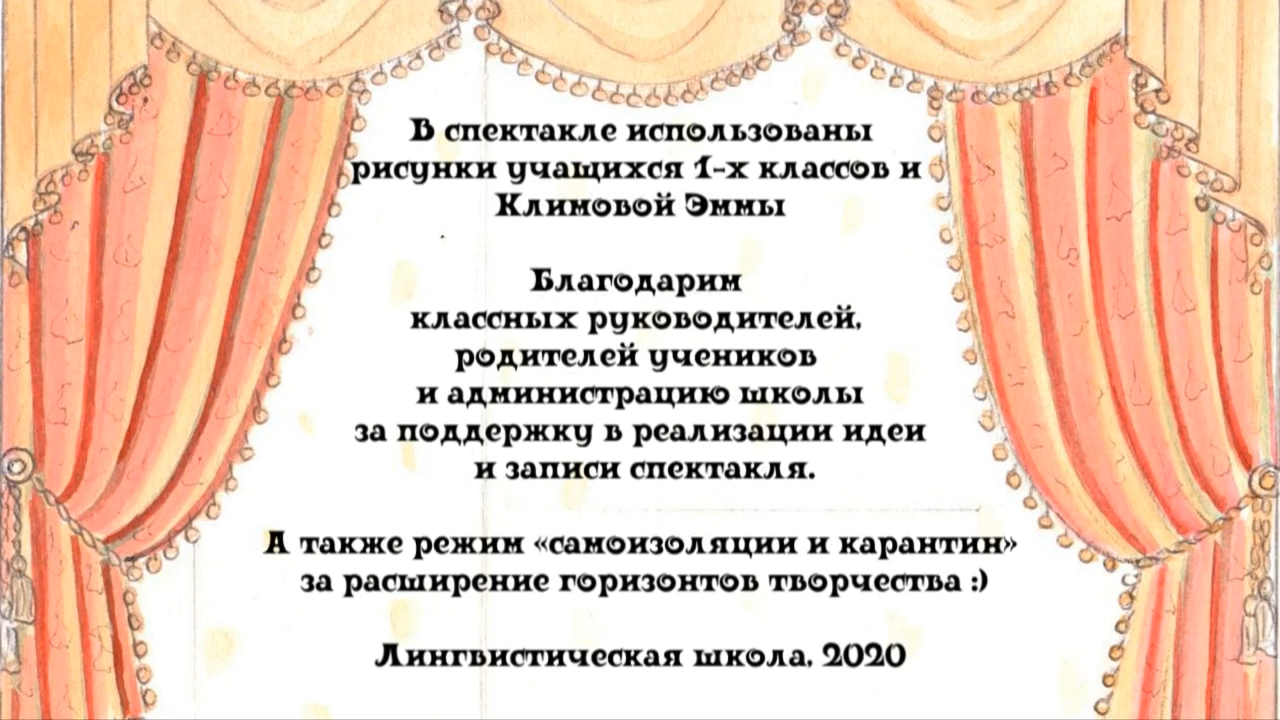 В спектакле использованы
рисунки учащихся 1-х классов и
Климовой Эммы
Благодарим
классных руководителей,
родителей учеников
и администрацию школы
за поддержку в реализации идеи
и записи спектакля.
А также режим «самоизоляции и карантин»
за расширение горизонтов творчества :)
Лингвистическая школа, 2020